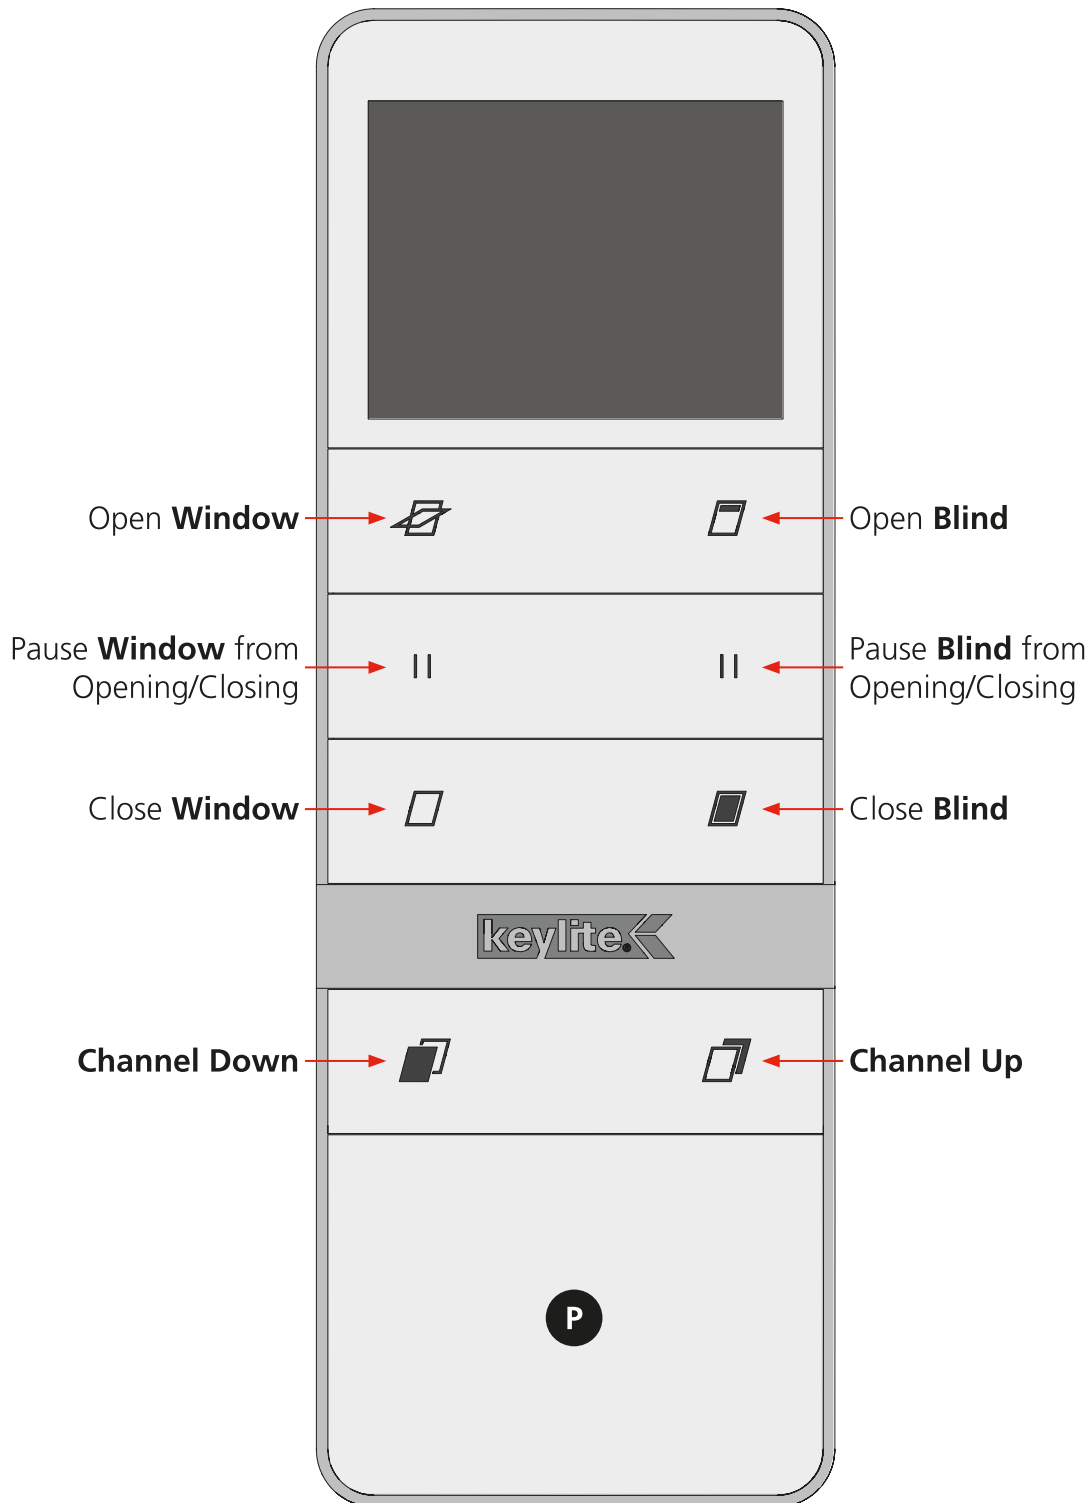 Open Window
Open Blind
Pause Window from
Opening/Closing
Pause Blind from
Opening/Closing
Close Window
Close Blind
keylite
Channel Down
Channel Up
P